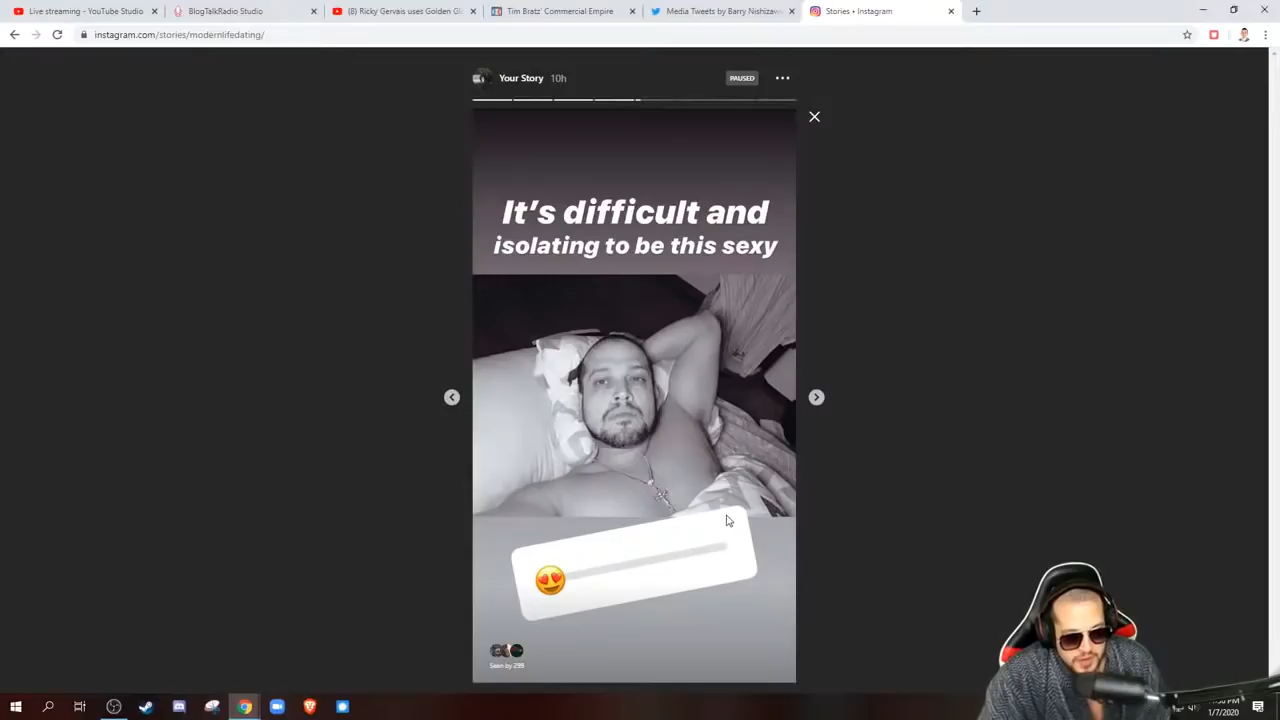 Live streaming - YouTube Studio
BlogTalkRadio Studio
(8) Ricky Gervais uses Golden Gl
Tim Bratz' Commercial Empire
Media Tweets by Barry Nishizaw
Stories • Instagram
instagram.com/stories/modernlifedating/
Your Story 10h
PAUSED
It's difficult and
isolating to be this sexy
Seen by 299
1/7/2020